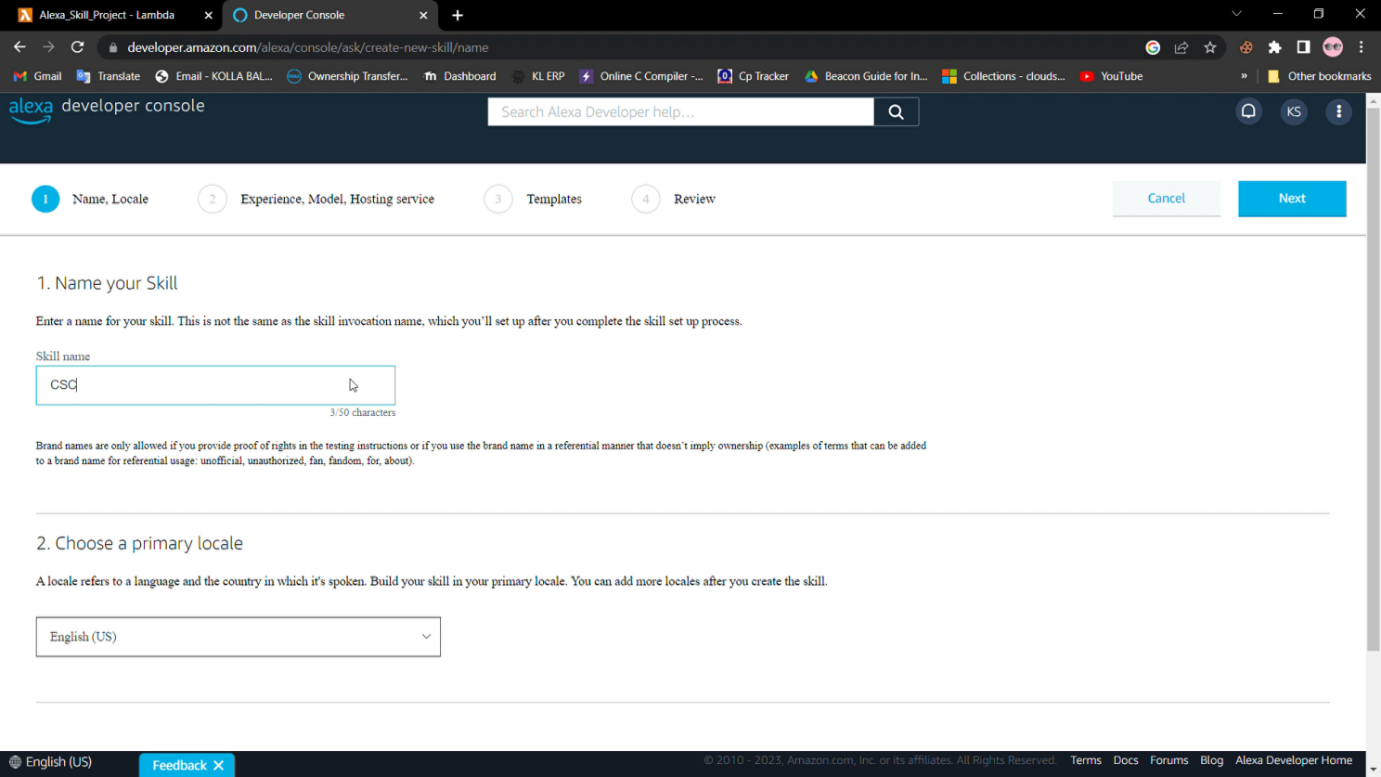 Alexa_Skill_Project - Lambda
Developer Console
developer.amazon.com/alexa/console/ask/create-new-skill/name
Gmail
Translate
Email - KOLLA BAL...
Ownership Transfer...
Dashboard
KL ERP
Online C Compiler -...
Cp Tracker
Beacon Guide for In...
Collections - clouds...
YouTube
»
Other bookmarks
alexa developer console
Search Alexa Developer help...
KS
1 Name, Locale
2 Experience, Model, Hosting service
3 Templates
4 Review
Cancel
Next
1. Name your Skill
Enter a name for your skill. This is not the same as the skill invocation name, which you'll set up after you complete the skill set up process.
Skill name
CSC
3/50 characters
Brand names are only allowed if you provide proof of rights in the testing instructions or if you use the brand name in a referential manner that doesn't imply ownership (examples of terms that can be added
to a brand name for referential usage: unofficial, unauthorized, fan, fandom, for, about).
2. Choose a primary locale
A locale refers to a language and the country in which it's spoken. Build your skill in your primary locale. You can add more locales after you create the skill.
English (US)
English (US)
Feedback
© 2010 - 2023, Amazon.com, Inc. or its affiliates. All Rights Reserved.
Terms
Docs
Forums
Blog
Alexa Developer Home